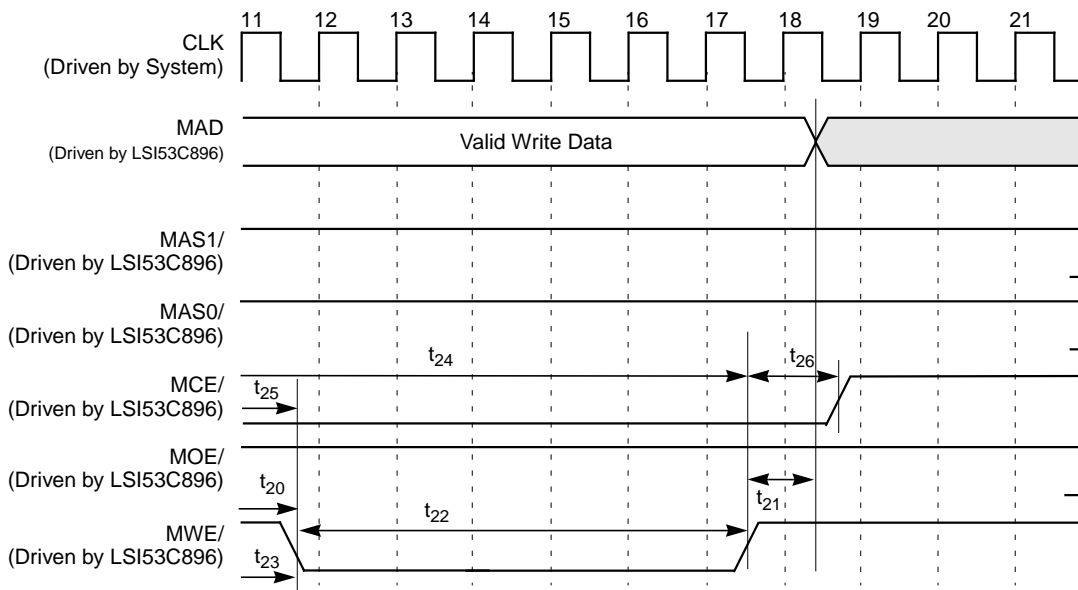 11 12 13 14 15 16 17 18 19 20 21
CLK
(Driven by System)
MAD
(Driven by LSI53C896)
Valid Write Data
MAS1/
(Driven by LSI53C896)
MAS0/
(Driven by LSI53C896)
t24
t26
MCE/
(Driven by LSI53C896)
t25
MOE/
(Driven by LSI53C896)
t20
t21
t22
MWE/
(Driven by LSI53C896)
t23